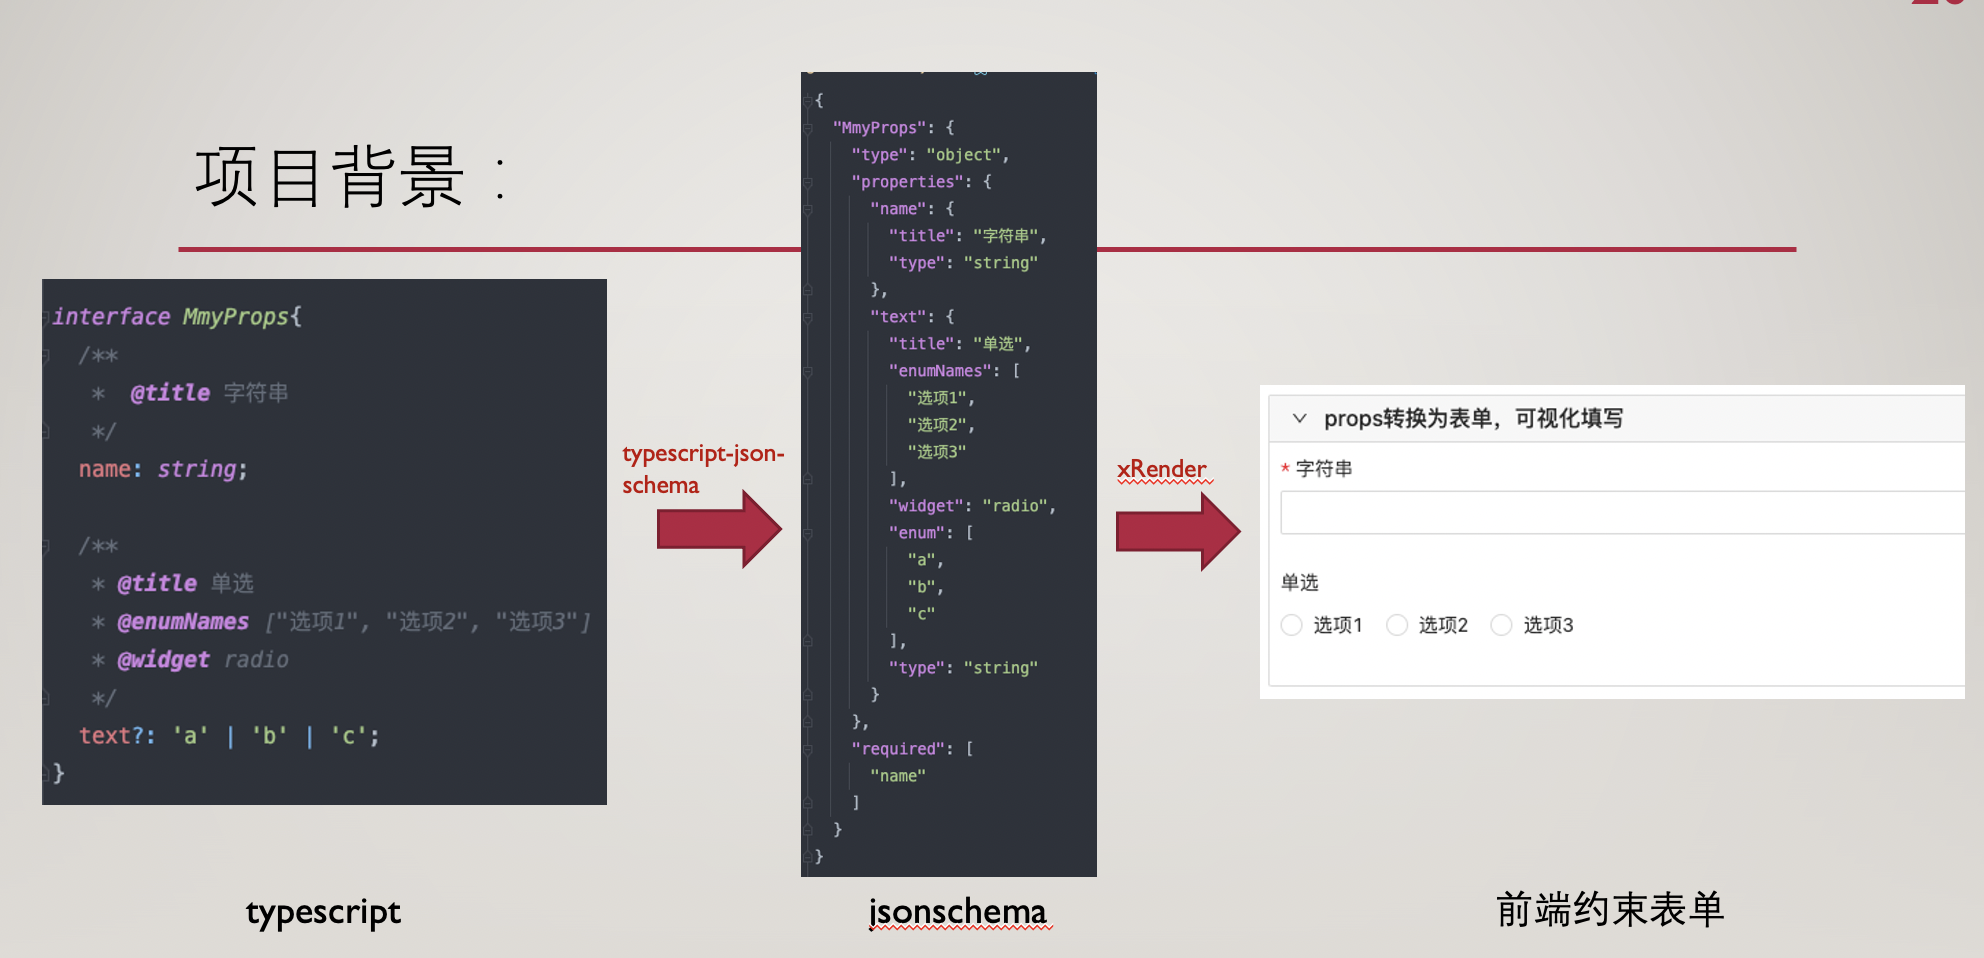 项目背景：
interface MmyProps{
/**
* @title 字符串
*/
name: string;
/**
* @title 单选
* @enumNames ["选项1", "选项2", "选项3"]
* @widget radio
*/
text?: 'a' | 'b' | 'c';
}
typescript
typescript-json-
schema
{
"MmyProps": {
"type": "object",
"properties": {
"name": {
"title": "字符串",
"type": "string"
},
"text": {
"title": "单选",
"enumNames": [
"选项1",
"选项2",
"选项3"
],
"widget": "radio",
"enum": [
"a",
"b",
"c"
],
"type": "string"
}
},
"required": [
"name"
]
}
}
jsonschema
xRender
props转换为表单，可视化填写
* 字符串
单选
选项1 选项2 选项3
前端约束表单